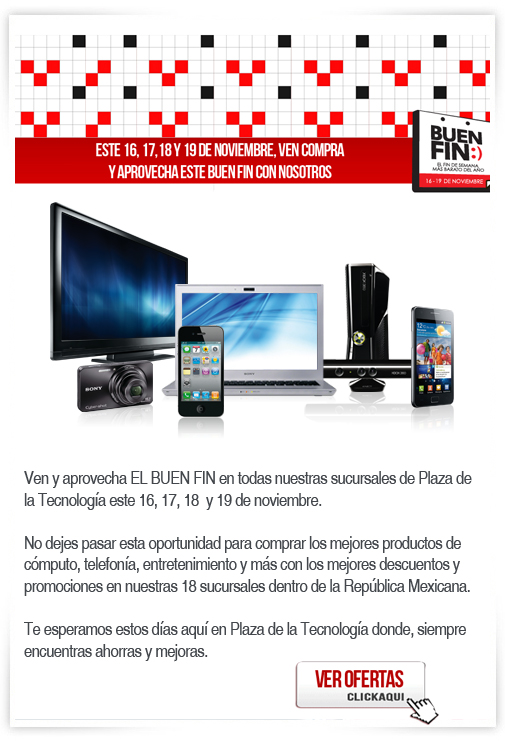 ESTE 16, 17,18 Y 19 DE NOVIEMBRE, VEN COMPRA
Y APROVECHA ESTE BUEN FIN CON NOSOTROS
BUEN
FIN:)
EL FIN DE SEMANA
MÁS BARATO DEL AÑO
16 - 19 DE NOVIEMBRE
SONY
Cyber-shot
Ven y aprovecha EL BUEN FIN en todas nuestras sucursales de Plaza de
la Tecnología este 16, 17, 18 y 19 de noviembre.
No dejes pasar esta oportunidad para comprar los mejores productos de
cómputo, telefonía, entretenimiento y más con los mejores descuentos y
promociones en nuestras 18 sucursales dentro de la República Mexicana.
Te esperamos estos días aquí en Plaza de la Tecnología donde, siempre
encuentras ahorras y mejoras.
VER OFERTAS
CLICKAQUI